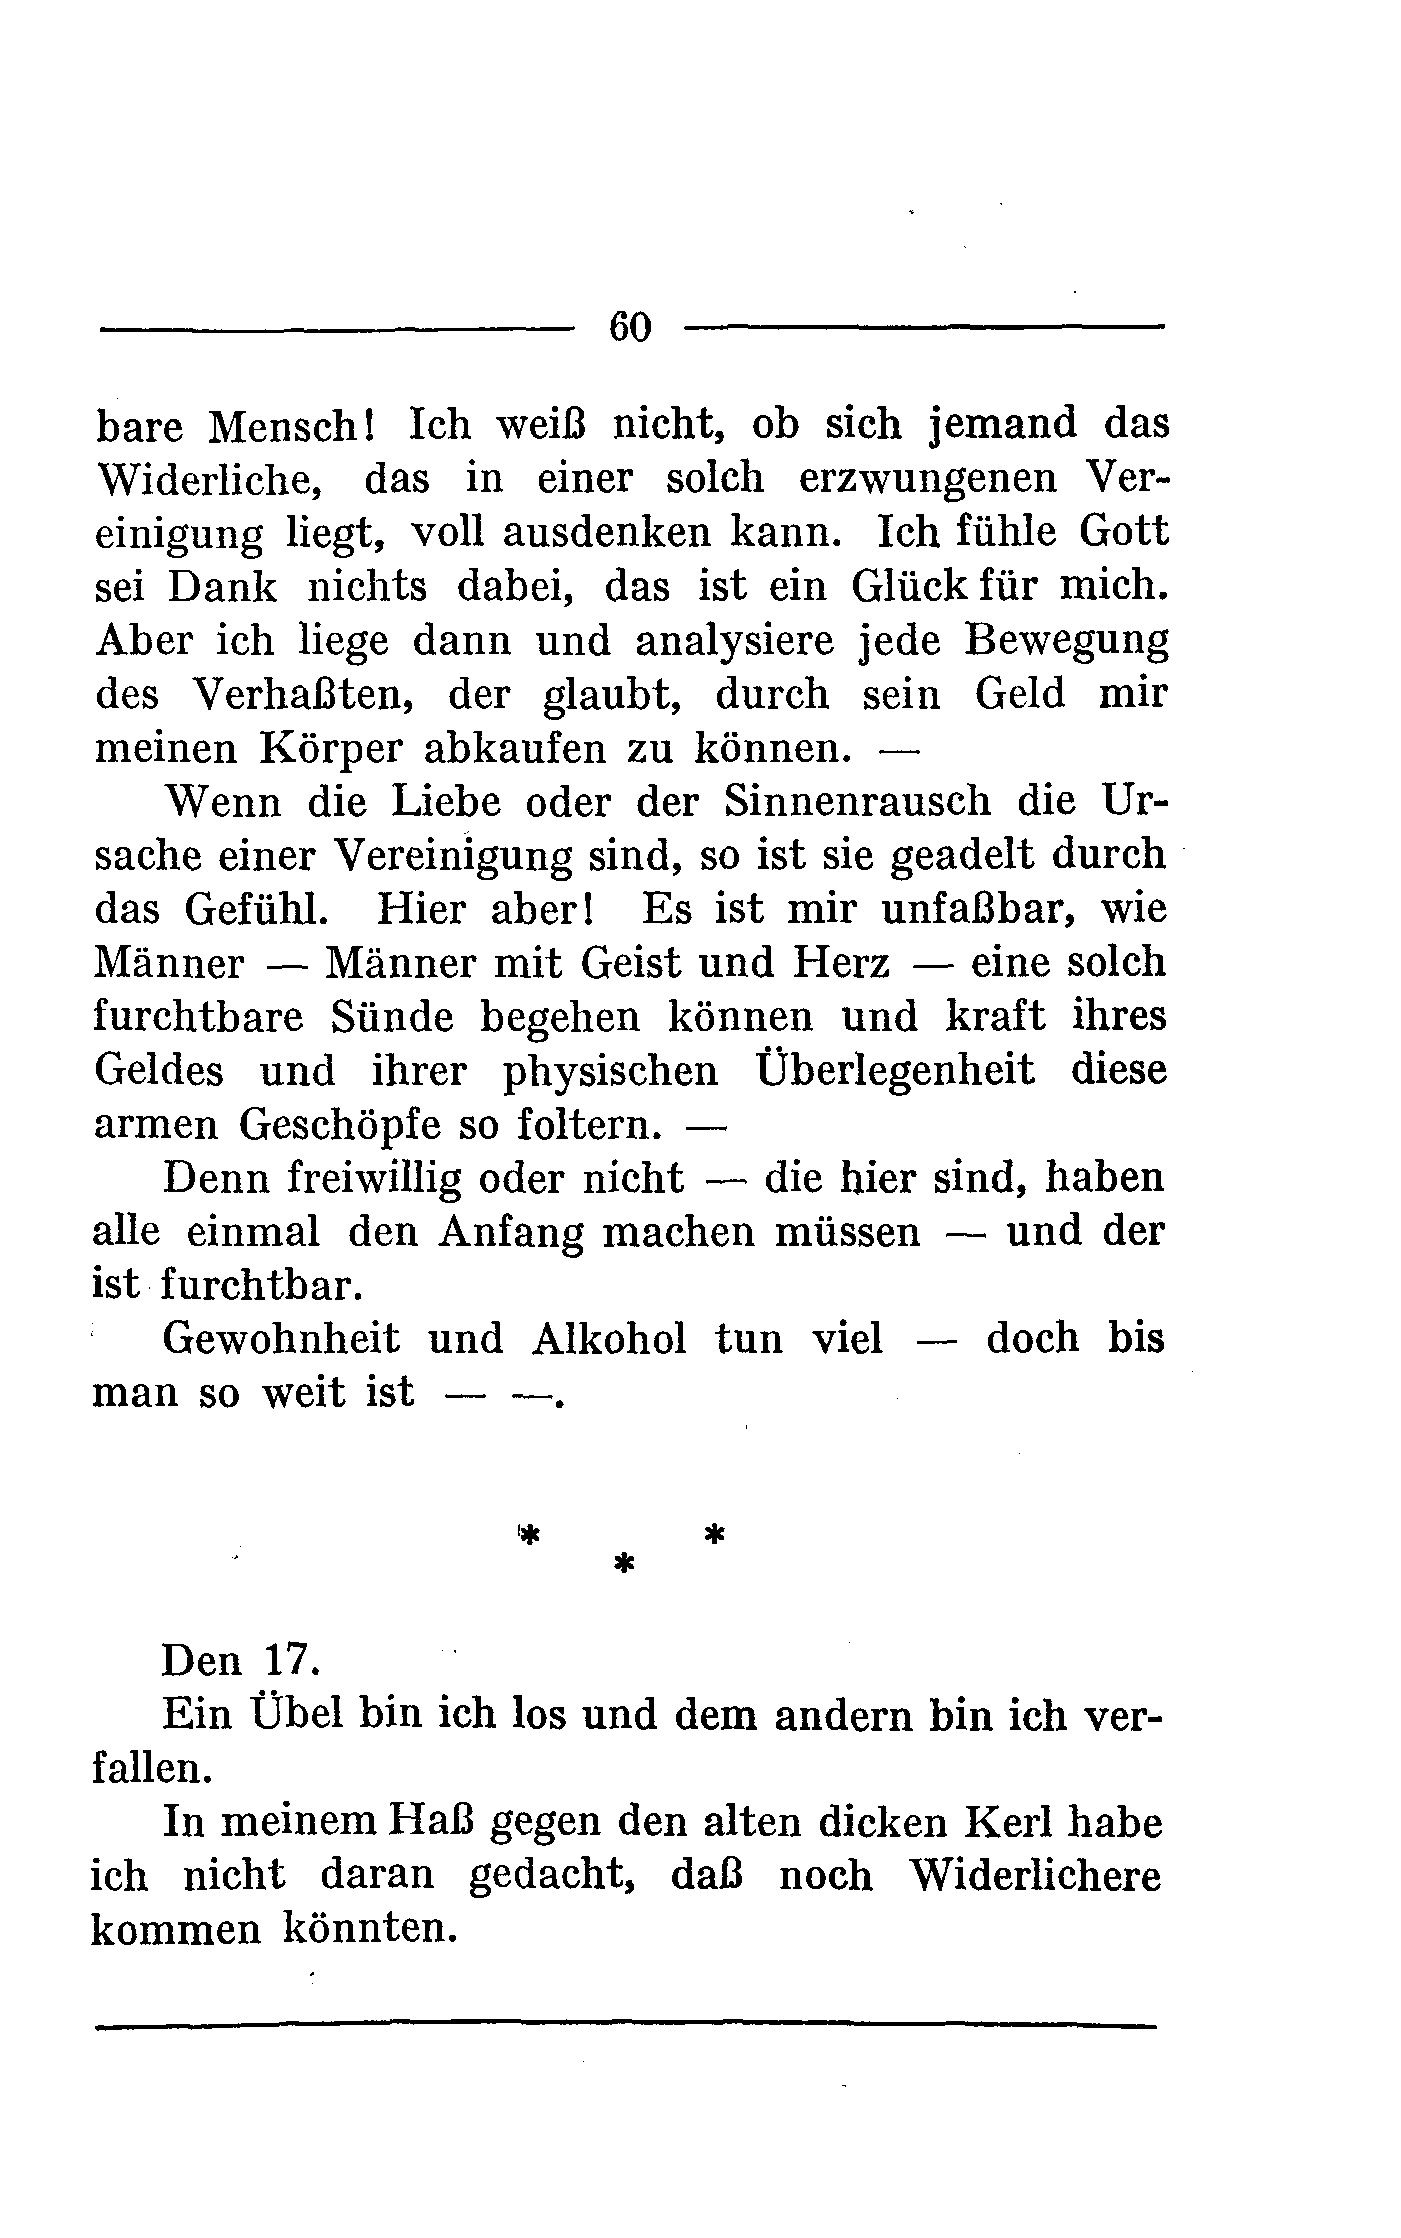 60
bare Mensch! Ich weiß nicht, ob sich jemand das
Widerliche, das in einer solch erzwungenen Ver-
einigung liegt, voll ausdenken kann. Ich fühle Gott
sei Dank nichts dabei, das ist ein Glück für mich.
Aber ich liege dann und analysiere jede Bewegung
des Verhaßten, der glaubt, durch sein Geld mir
meinen Körper abkaufen zu können. —
Wenn die Liebe oder der Sinnenrausch die Ur-
sache einer Vereinigung sind, so ist sie geadelt durch
das Gefühl. Hier aber! Es ist mir unfaßbar, wie
Männer — Männer mit Geist und Herz — eine solch
furchtbare Sünde begehen können und kraft ihres
Geldes und ihrer physischen Überlegenheit diese
armen Geschöpfe so foltern. —
Denn freiwillig oder nicht — die hier sind, haben
alle einmal den Anfang machen müssen — und der
ist furchtbar.
Gewohnheit und Alkohol tun viel — doch bis
man so weit ist — —.
* *
*
Den 17.
Ein Übel bin ich los und dem andern bin ich ver-
fallen.
In meinem Haß gegen den alten dicken Kerl habe
ich nicht daran gedacht, daß noch Widerlichere
kommen könnten.